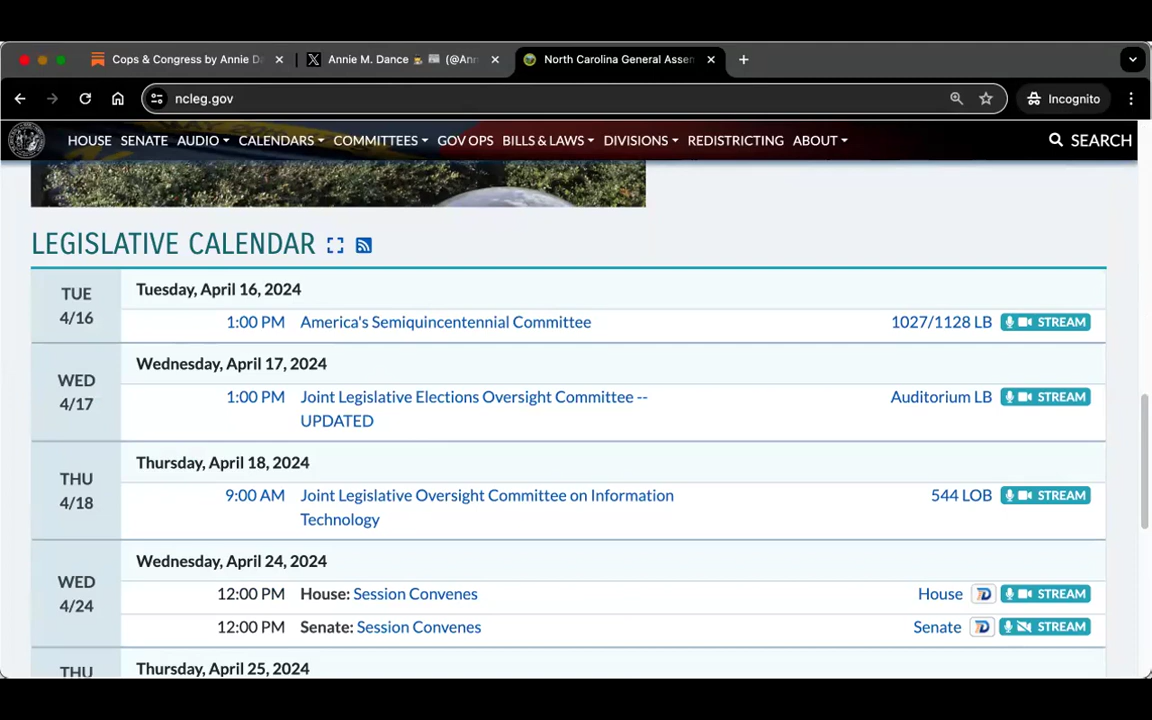 Cops & Congress by Annie D
Annie M. Dance
(@Ann
North Carolina General Assem
ncleg.gov
Incognito
HOUSE SENATE AUDIO CALENDARS COMMITTEES GOV OPS BILLS & LAWS DIVISIONS REDISTRICTING ABOUT SEARCH
LEGISLATIVE CALENDAR
TUE
4/16
Tuesday, April 16, 2024
1:00 PM America's Semiquincentennial Committee 1027/1128 LB STREAM
WED
4/17
Wednesday, April 17, 2024
1:00 PM Joint Legislative Elections Oversight Committee -- Auditorium LB STREAM
UPDATED
THU
4/18
Thursday, April 18, 2024
9:00 AM Joint Legislative Oversight Committee on Information 544 LOB STREAM
Technology
WED
4/24
Wednesday, April 24, 2024
12:00 PM House: Session Convenes House STREAM
12:00 PM Senate: Session Convenes Senate STREAM
THU
Thursday, April 25, 2024